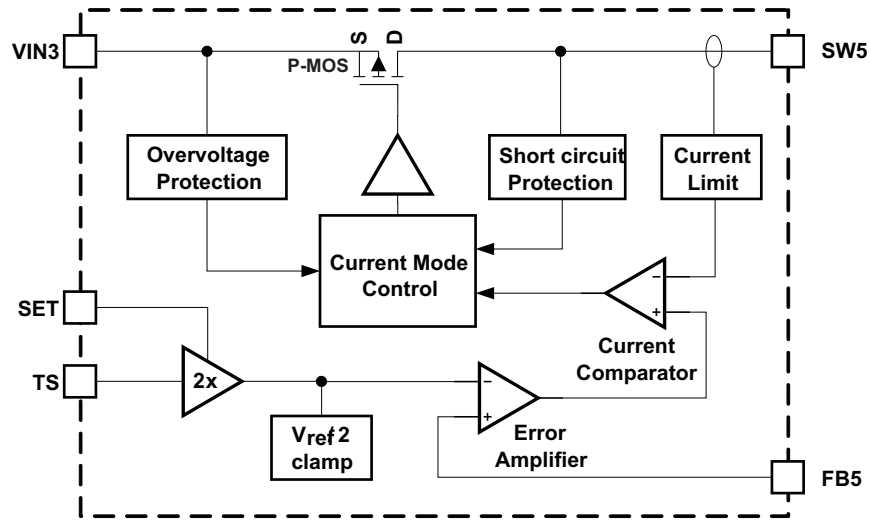 VIN3
S D
P-MOS
SW5
Overvoltage
Protection
Short circuit
Protection
Current
Limit
Current Mode
Control
−
+
Current
Comparator
SET
TS
2x
Vref 2
clamp
−
+
Error
Amplifier
FB5